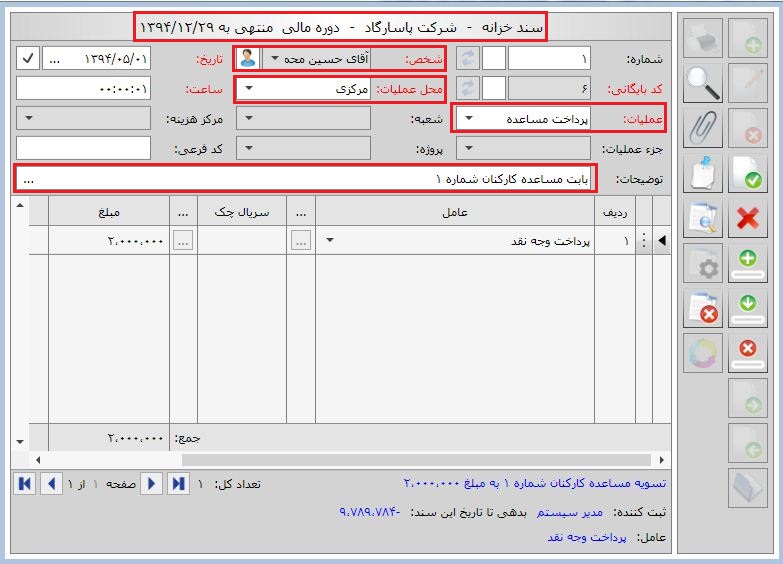 سند خزانه - شرکت پاسارگاد - دوره مالی منتهی به ۱۳۹۴/۱۲/۲۹
شماره: ۱ شخص: آقای حسین محم تاریخ: ۱۳۹۴/۰۵/۰۱ ...
کد بایگانی: ۶ محل عملیات: مرکزی ساعت: ۰۰:۰۰:۰۱
عملیات: پرداخت مساعده شعبه: مرکز هزینه:
جزء عملیات: پروژه: کد فرعی:
توضیحات: بابت مساعده کارکنان شماره ۱ ...
ردیف عامل ... سریال چک ... مبلغ
۱ پرداخت وجه نقد ... ... ۲،۰۰۰،۰۰۰
جمع: ۲،۰۰۰،۰۰۰
تسویه مساعده کارکنان شماره ۱ به مبلغ ۲،۰۰۰،۰۰۰ تعداد کل: ۱ صفحه ۱ از ۱
ثبت کننده: مدیر سیستم بدهی تا تاریخ این سند: -۹،۷۸۹،۷۸۴
عامل: پرداخت وجه نقد